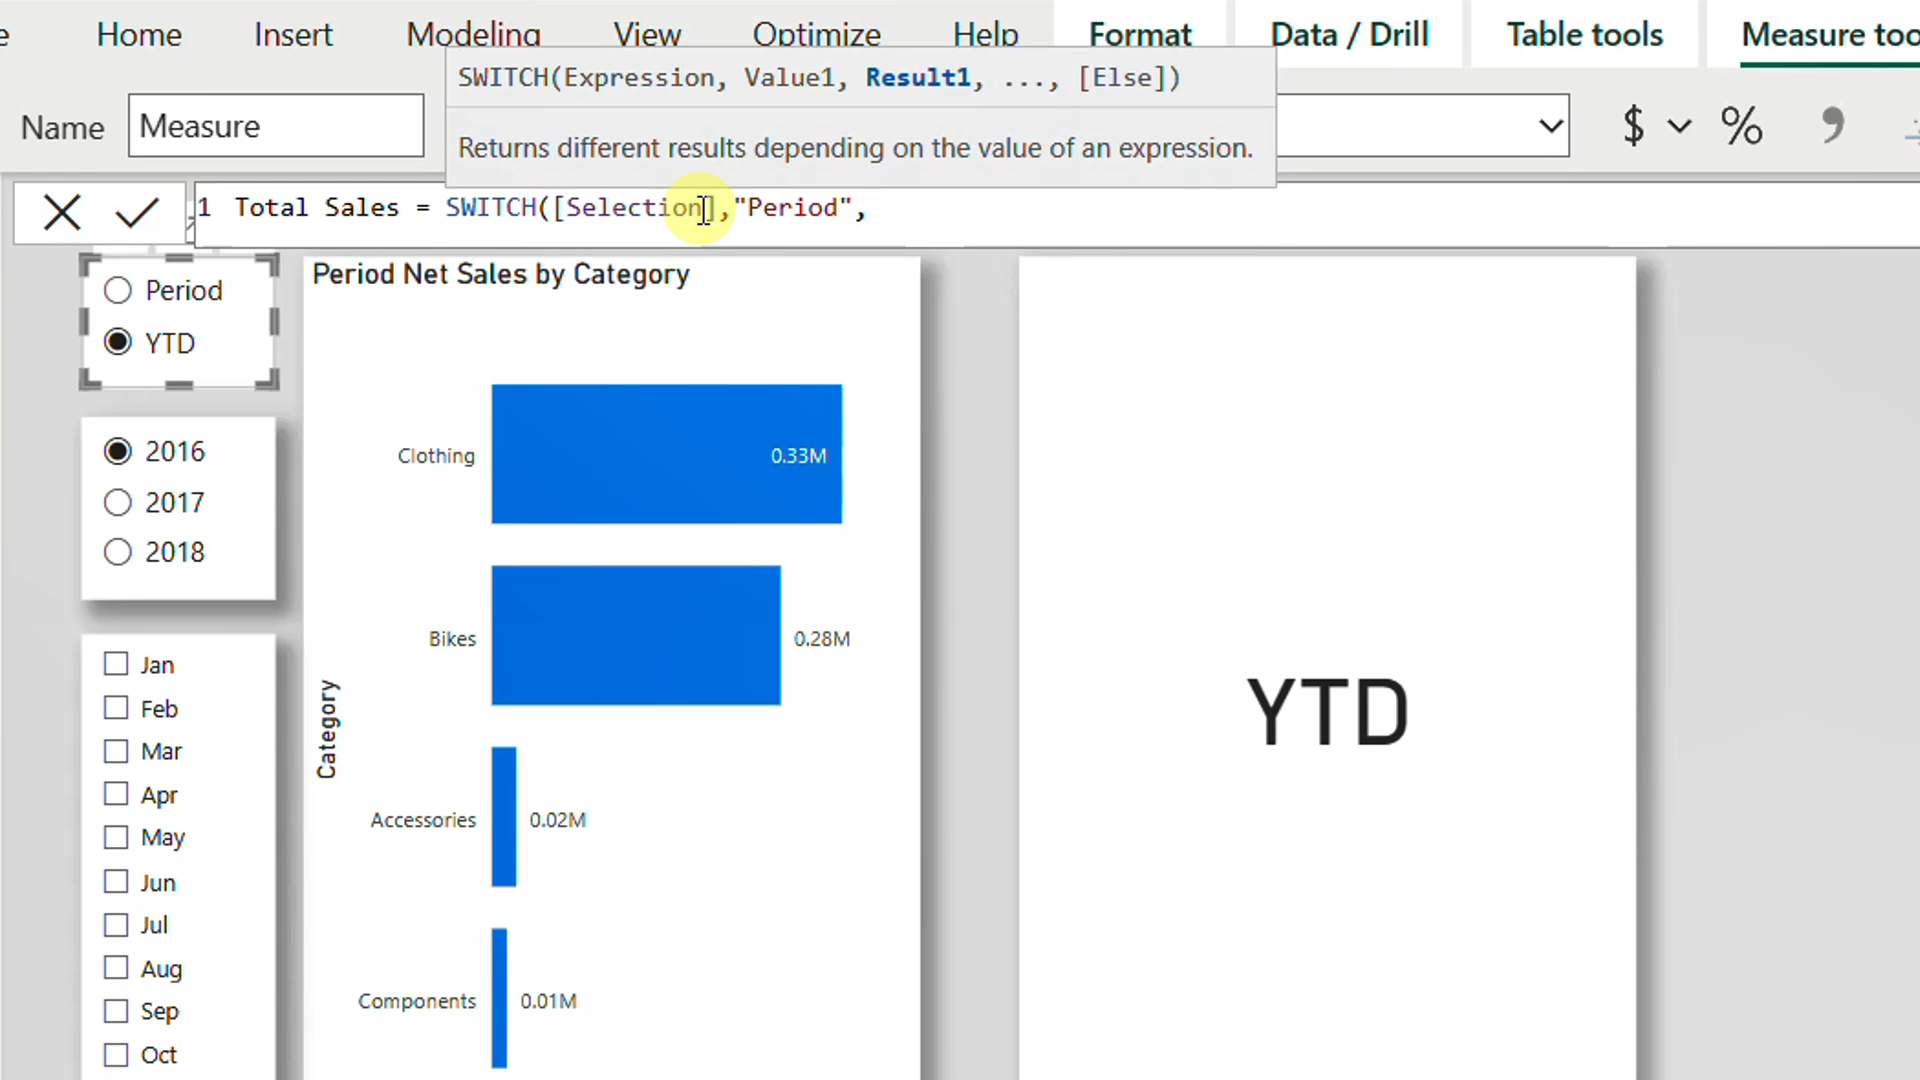 Home Insert Modeling View Optimize Help Format Data / Drill Table tools Measure too
SWITCH(Expression, Value1, Result1, ..., [Else])
Name Measure $ % ,
Returns different results depending on the value of an expression.
1 Total Sales = SWITCH([Selection],"Period",
Period
YTD
2016
2017
2018
Jan
Feb
Mar
Apr
May
Jun
Jul
Aug
Sep
Oct
Period Net Sales by Category
Category
Clothing 0.33M
Bikes 0.28M
Accessories 0.02M
Components 0.01M
YTD